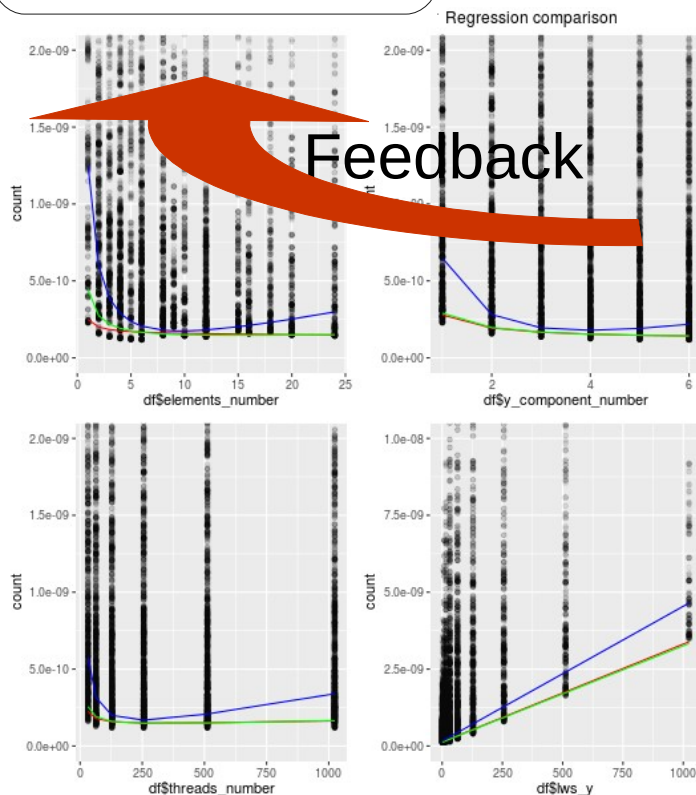 Regression comparison
2.0e-09
1.5e-09
1.0e-09
5.0e-10
0.0e+00
count
0 5 10 15 20 25
df$elements_number
Feedback
5.0e-10
0.0e+00
2.0e-09
1.5e-09
2 4 6
df$y_component_number
2.0e-09
1.5e-09
1.0e-09
5.0e-10
0.0e+00
count
0 250 500 750 1000
df$threads_number
1.0e-08
7.5e-09
5.0e-09
2.5e-09
0.0e+00
count
0 250 500 750 1000
df$lws_y